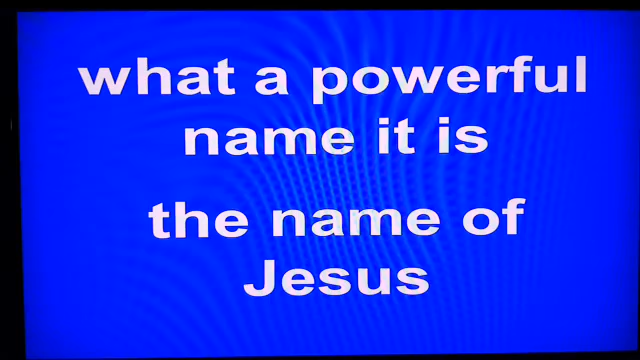 what a powerful
name it is
the name of
Jesus